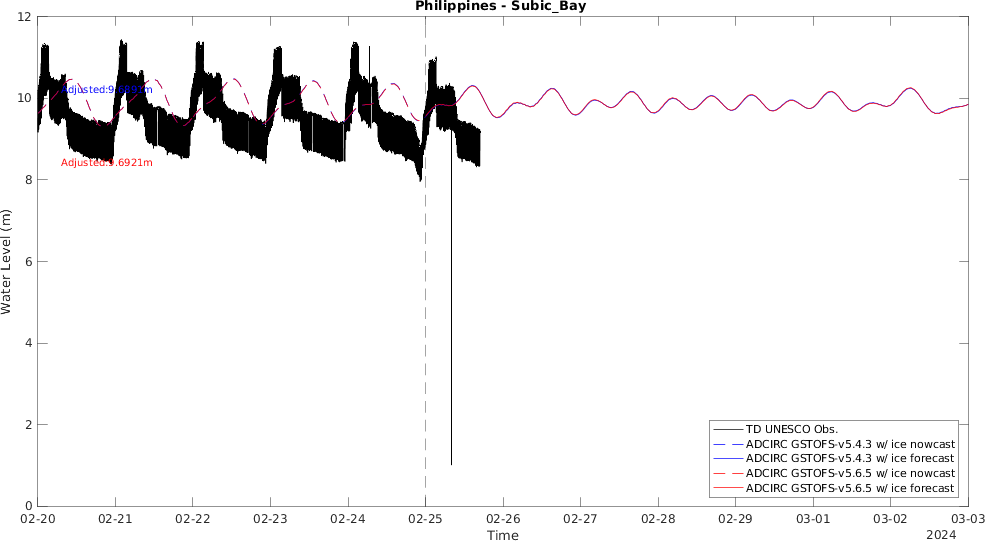 Philippines - Subic_Bay
12
10
8
6
4
2
0
Water Level (m)
Adjusted:9.6921m
02-20 02-21 02-22 02-23 02-24 02-25 02-26 02-27 02-28 02-29 03-01 03-02 03-03
Time
2024
TD UNESCO Obs.
ADCIRC GSTOFS-v5.4.3 w/ ice nowcast
ADCIRC GSTOFS-v5.4.3 w/ ice forecast
ADCIRC GSTOFS-v5.6.5 w/ ice nowcast
ADCIRC GSTOFS-v5.6.5 w/ ice forecast